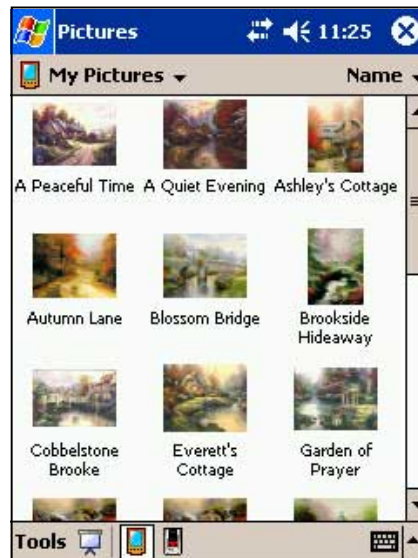 Pictures 11:25
My Pictures Name
A Peaceful Time A Quiet Evening Ashley's Cottage
Autumn Lane Blossom Bridge Brookside
Hideaway
Cobbelstone Everett's Garden of
Brooke Cottage Prayer
Tools